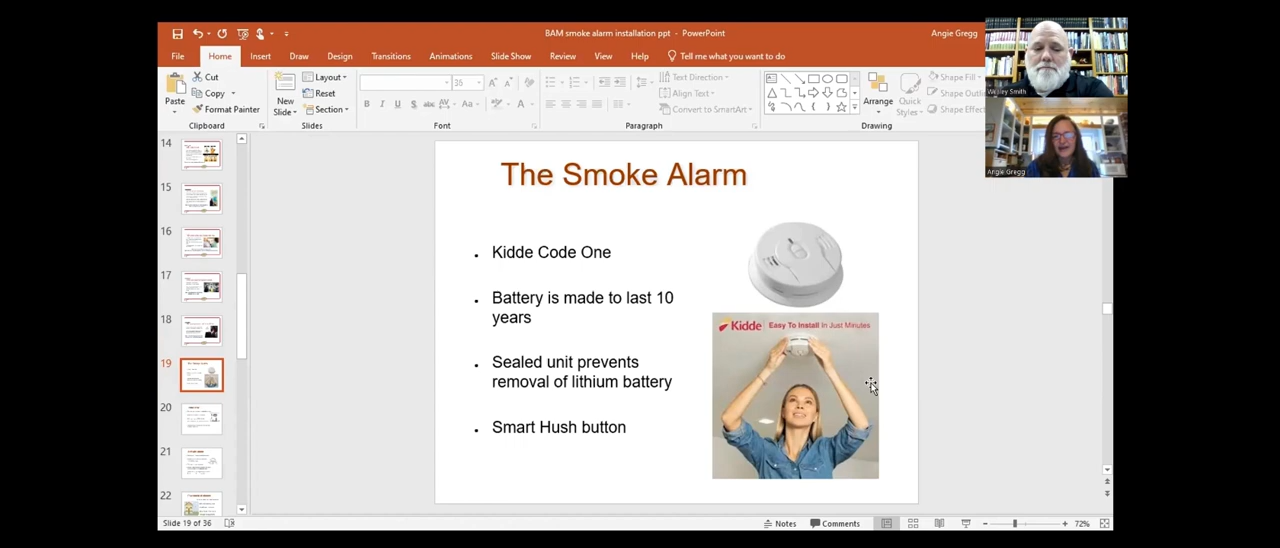 BAM smoke alarm installation ppt - PowerPoint
Angie Gregg
File Home Insert Draw Design Transitions Animations Slide Show Review View Help Tell me what you want to do
Paste
Cut
Copy
Format Painter
Clipboard
New Slide
Layout
Reset
Section
Slides
36
Font
Text Direction
Align Text
Convert to SmartArt
Paragraph
Arrange
Quick Styles
Shape Fill
Shape Outl
Shape Effe
Drawing
Wesley Smith
Angie Gregg
14
15
16
17
18
19
20
21
22
The Smoke Alarm
• Kidde Code One
• Battery is made to last 10
years
• Sealed unit prevents
removal of lithium battery
• Smart Hush button
Kidde Easy To Install In Just Minutes
Slide 19 of 36
Notes Comments 72%